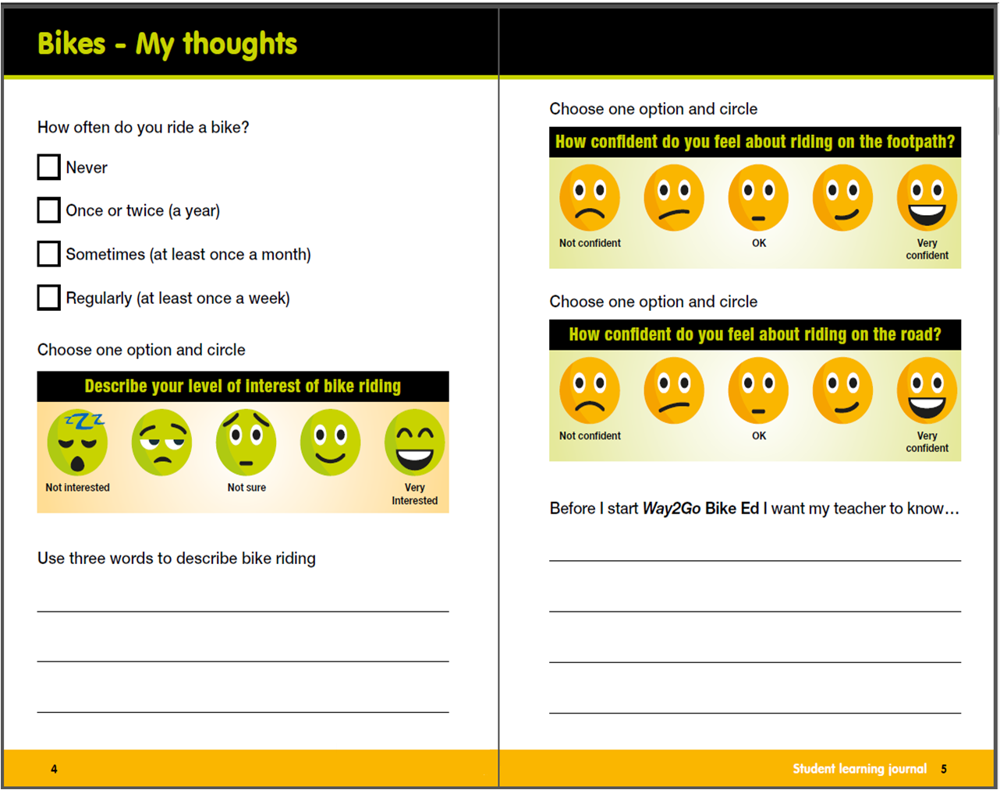 Bikes - My thoughts
How often do you ride a bike?
Never
Once or twice (a year)
Sometimes (at least once a month)
Regularly (at least once a week)
Choose one option and circle
Describe your level of interest of bike riding
zZZ
Not interested
Not sure
Very
Interested
Use three words to describe bike riding
4
Choose one option and circle
How confident do you feel about riding on the footpath?
Not confident
OK
Very
confident
Choose one option and circle
How confident do you feel about riding on the road?
Not confident
OK
Very
confident
Before I start Way2Go Bike Ed I want my teacher to know…
Student learning journal 5